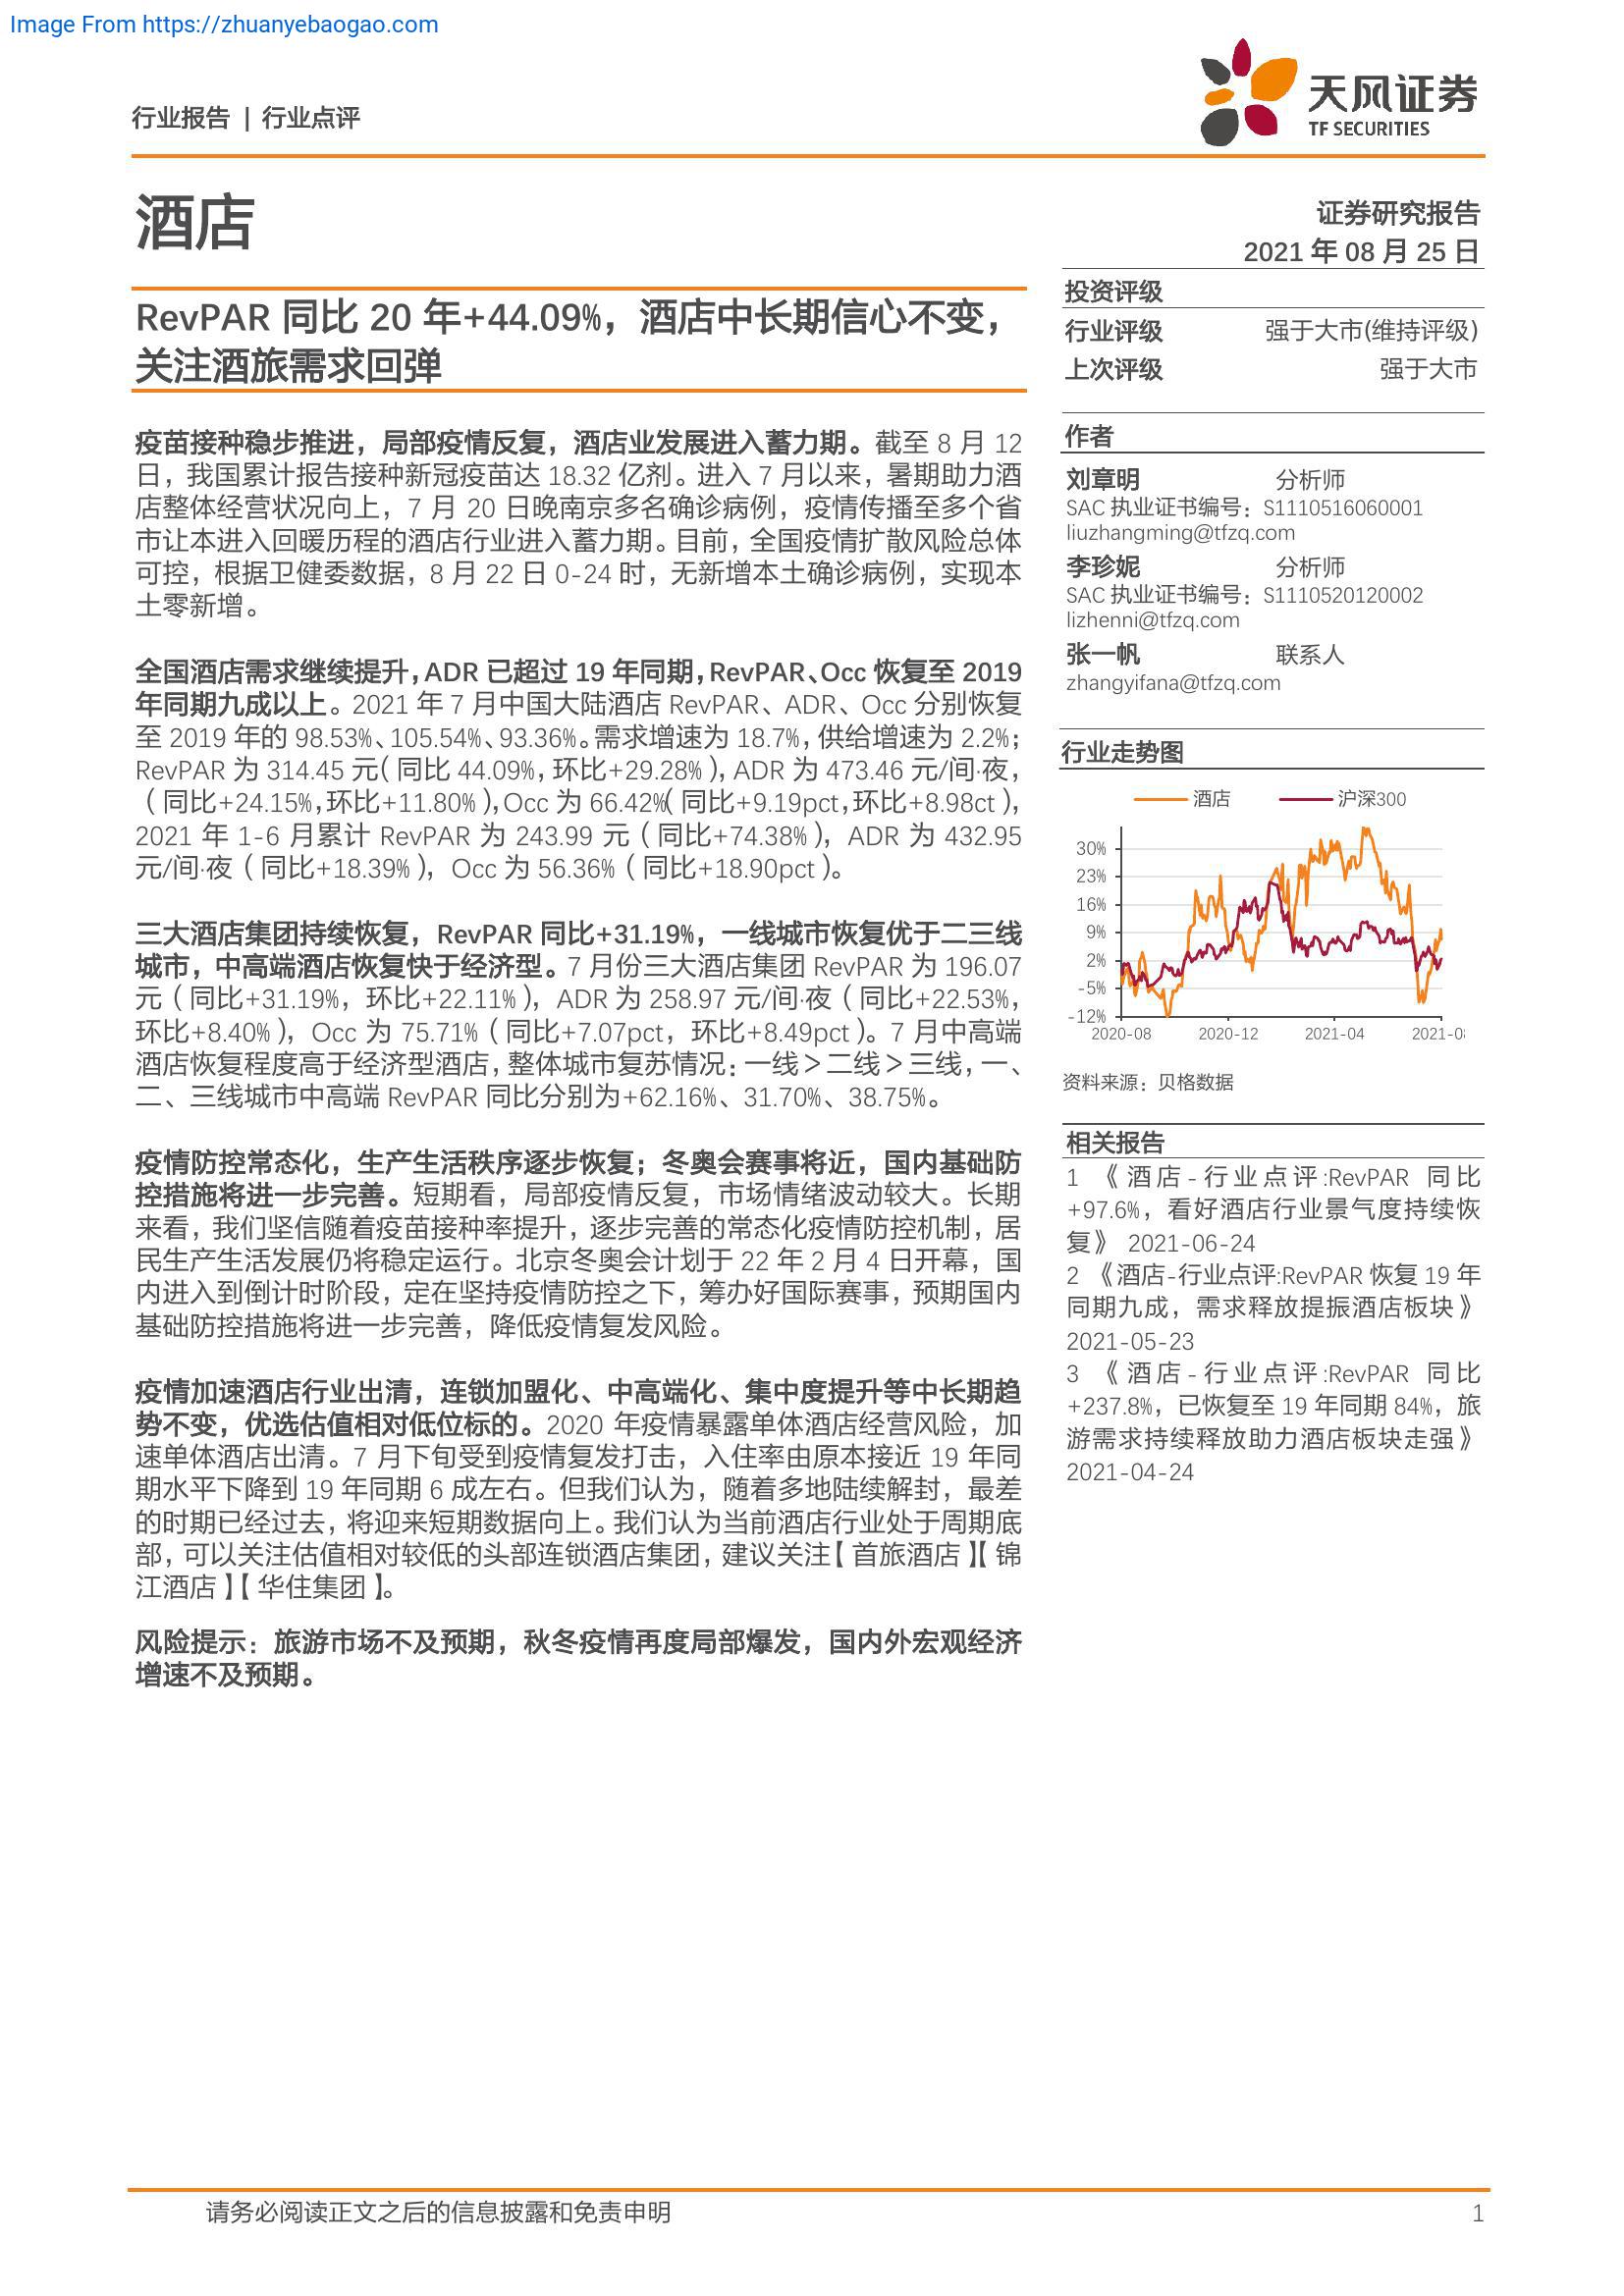 Image From https://zhuanyebaogao.com
行业报告 | 行业点评
天风证券
TF SECURITIES
酒店
证券研究报告
2021 年 08 月 25 日
RevPAR 同比 20 年+44.09%，酒店中长期信心不变，
关注酒旅需求回弹
疫苗接种稳步推进，局部疫情反复，酒店业发展进入蓄力期。截至 8 月 12
日，我国累计报告接种新冠疫苗达 18.32 亿剂。进入 7 月以来，暑期助力酒
店整体经营状况向上，7 月 20 日晚南京多名确诊病例，疫情传播至多个省
市让本进入回暖历程的酒店行业进入蓄力期。目前，全国疫情扩散风险总体
可控，根据卫健委数据，8 月 22 日 0-24 时，无新增本土确诊病例，实现本
土零新增。
全国酒店需求继续提升，ADR 已超过 19 年同期，RevPAR、Occ 恢复至 2019
年同期九成以上。2021 年 7 月中国大陆酒店 RevPAR、ADR、Occ 分别恢复
至 2019 年的 98.53%、105.54%、93.36%。需求增速为 18.7%，供给增速为 2.2%；
RevPAR 为 314.45 元（同比 44.09%，环比+29.28%），ADR 为 473.46 元/间·夜，
（同比+24.15%，环比+11.80%），Occ 为 66.42%（同比+9.19pct，环比+8.98ct），
2021 年 1-6 月累计 RevPAR 为 243.99 元（同比+74.38%），ADR 为 432.95
元/间·夜（同比+18.39%），Occ 为 56.36%（同比+18.90pct）。
三大酒店集团持续恢复，RevPAR 同比+31.19%，一线城市恢复优于二三线
城市，中高端酒店恢复快于经济型。7 月份三大酒店集团 RevPAR 为 196.07
元（同比+31.19%，环比+22.11%），ADR 为 258.97 元/间·夜（同比+22.53%，
环比+8.40%），Occ 为 75.71%（同比+7.07pct，环比+8.49pct）。7 月中高端
酒店恢复程度高于经济型酒店，整体城市复苏情况：一线＞二线＞三线，一、
二、三线城市中高端 RevPAR 同比分别为+62.16%、31.70%、38.75%。
疫情防控常态化，生产生活秩序逐步恢复；冬奥会赛事将近，国内基础防
控措施将进一步完善。短期看，局部疫情反复，市场情绪波动较大。长期
来看，我们坚信随着疫苗接种率提升，逐步完善的常态化疫情防控机制，居
民生产生活发展仍将稳定运行。北京冬奥会计划于 22 年 2 月 4 日开幕，国
内进入到倒计时阶段，定在坚持疫情防控之下，筹办好国际赛事，预期国内
基础防控措施将进一步完善，降低疫情复发风险。
疫情加速酒店行业出清，连锁加盟化、中高端化、集中度提升等中长期趋
势不变，优选估值相对低位标的。2020 年疫情暴露单体酒店经营风险，加
速单体酒店出清。7 月下旬受到疫情复发打击，入住率由原本接近 19 年同
期水平下降到 19 年同期 6 成左右。但我们认为，随着多地陆续解封，最差
的时期已经过去，将迎来短期数据向上。我们认为当前酒店行业处于周期底
部，可以关注估值相对较低的头部连锁酒店集团，建议关注【首旅酒店】【锦
江酒店】【华住集团】。
风险提示：旅游市场不及预期，秋冬疫情再度局部爆发，国内外宏观经济
增速不及预期。
投资评级
行业评级 强于大市(维持评级)
上次评级 强于大市
作者
刘章明 分析师
SAC 执业证书编号：S1110516060001
liuzhangming@tfzq.com
李珍妮 分析师
SAC 执业证书编号：S1110520120002
lizhenni@tfzq.com
张一帆 联系人
zhangyifana@tfzq.com
行业走势图
酒店 沪深300
30%
23%
16%
9%
2%
-5%
-12%
2020-08 2020-12 2021-04 2021-08
资料来源：贝格数据
相关报告
1 《酒店-行业点评:RevPAR 同比
+97.6%，看好酒店行业景气度持续恢
复》 2021-06-24
2 《酒店-行业点评:RevPAR 恢复 19 年
同期九成，需求释放提振酒店板块》
2021-05-23
3 《酒店-行业点评:RevPAR 同比
+237.8%，已恢复至 19 年同期 84%，旅
游需求持续释放助力酒店板块走强》
2021-04-24
请务必阅读正文之后的信息披露和免责申明 1